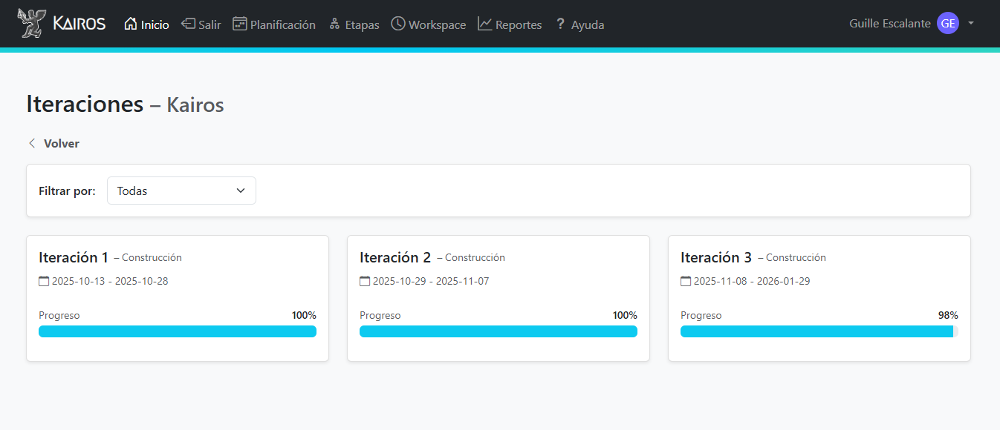 KAIROS Inicio Salir Planificación Etapas Workspace Reportes ? Ayuda Guille Escalante GE
Iteraciones – Kairos
Volver
Filtrar por: Todas
Iteración 1 – Construcción
2025-10-13 - 2025-10-28
Progreso 100%
Iteración 2 – Construcción
2025-10-29 - 2025-11-07
Progreso 100%
Iteración 3 – Construcción
2025-11-08 - 2026-01-29
Progreso 98%